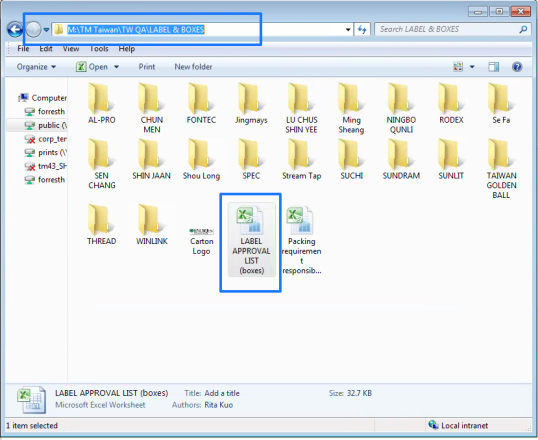 M:\TM Taiwan\TW QA\LABEL & BOXES
Search LABEL & BOXES
File Edit View Tools Help
Organize Open Print New folder
Computer
forresth
public (\
corp_ten
prints (\\
tm43_SH
forresth
AL-PRO
CHUN
MEN
FONTEC
Jingmays
LU CHUS
SHIN YEE
Ming
Sheang
NINGBO
QUNLI
RODEX
Se Fa
SEN
CHANG
SHIN JAAN
Shou Long
SPEC
Stream Tap
SUCHI
SUNDRAM
SUNLIT
TAIWAN
GOLDEN
BALL
THREAD
WINLINK
Carton
Logo
LABEL
APPROVAL
LIST
(boxes)
Packing
requiremen
t
responsib...
LABEL APPROVAL LIST (boxes) Title: Add a title Size: 32.7 KB
Microsoft Excel Worksheet Authors: Rita Kuo
1 item selected Local intranet